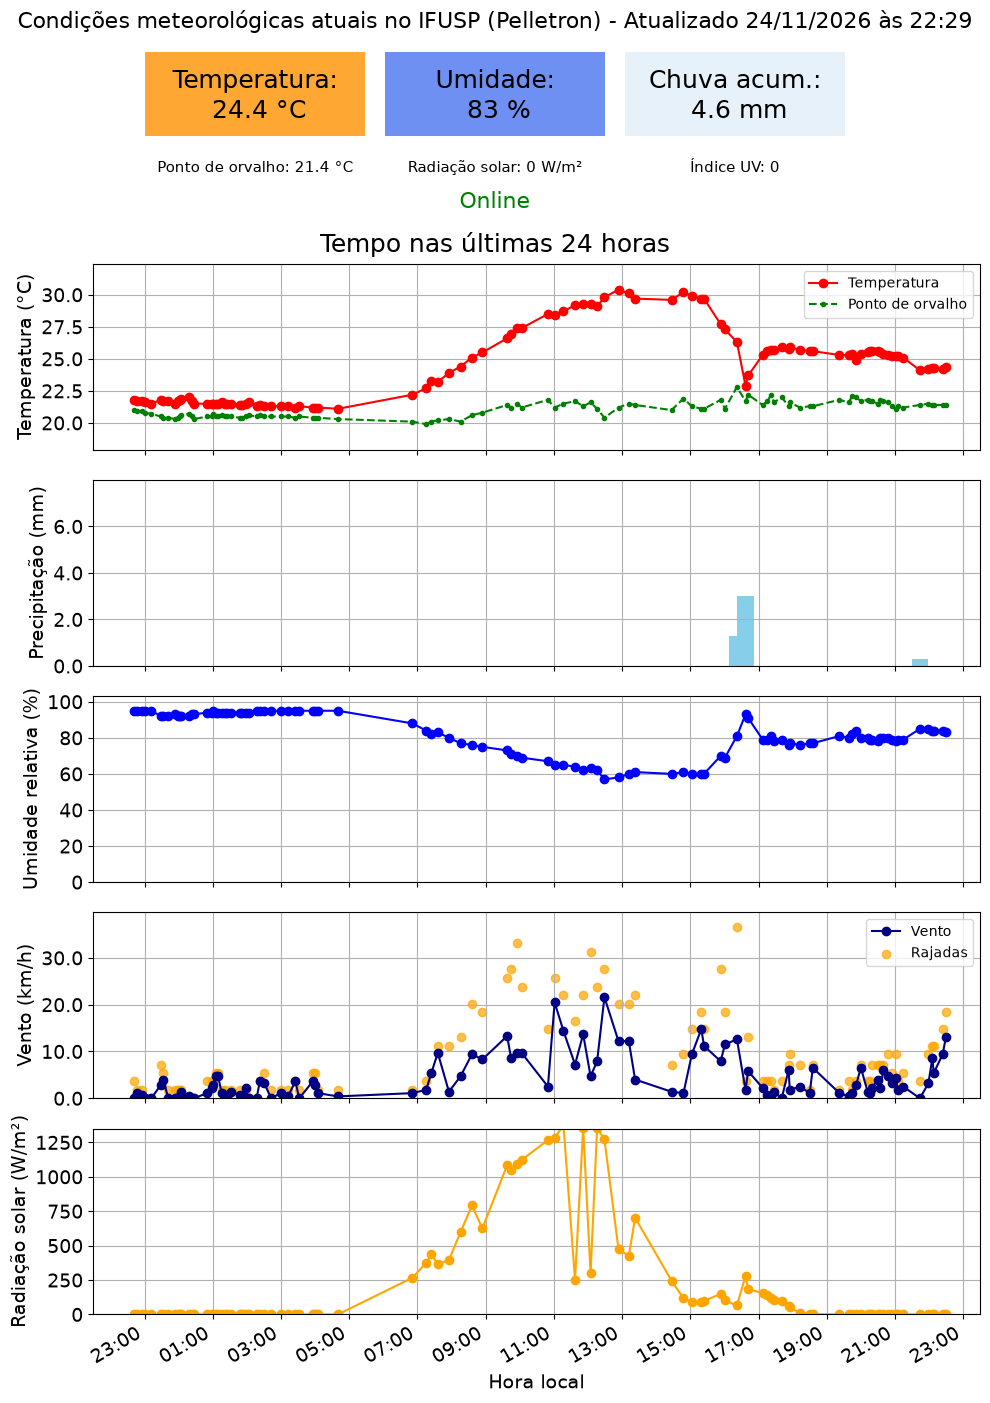 Condições meteorológicas atuais no IFUSP (Pelletron) - Atualizado 24/11/2026 às 22:29
Temperatura:
24.4 °C
Umidade:
83 %
Chuva acum.:
4.6 mm
Ponto de orvalho: 21.4 °C
Radiação solar: 0 W/m²
Índice UV: 0
Online
Tempo nas últimas 24 horas
Temperatura (°C)
30.0
27.5
25.0
22.5
20.0
Temperatura
Ponto de orvalho
Precipitação (mm)
6.0
4.0
2.0
0.0
Umidade relativa (%)
100
80
60
40
20
0
Vento (km/h)
30.0
20.0
10.0
0.0
Vento
Rajadas
Radiação solar (W/m²)
1250
1000
750
500
250
0
23:00
01:00
03:00
05:00
07:00
09:00
11:00
13:00
15:00
17:00
19:00
21:00
23:00
Hora local